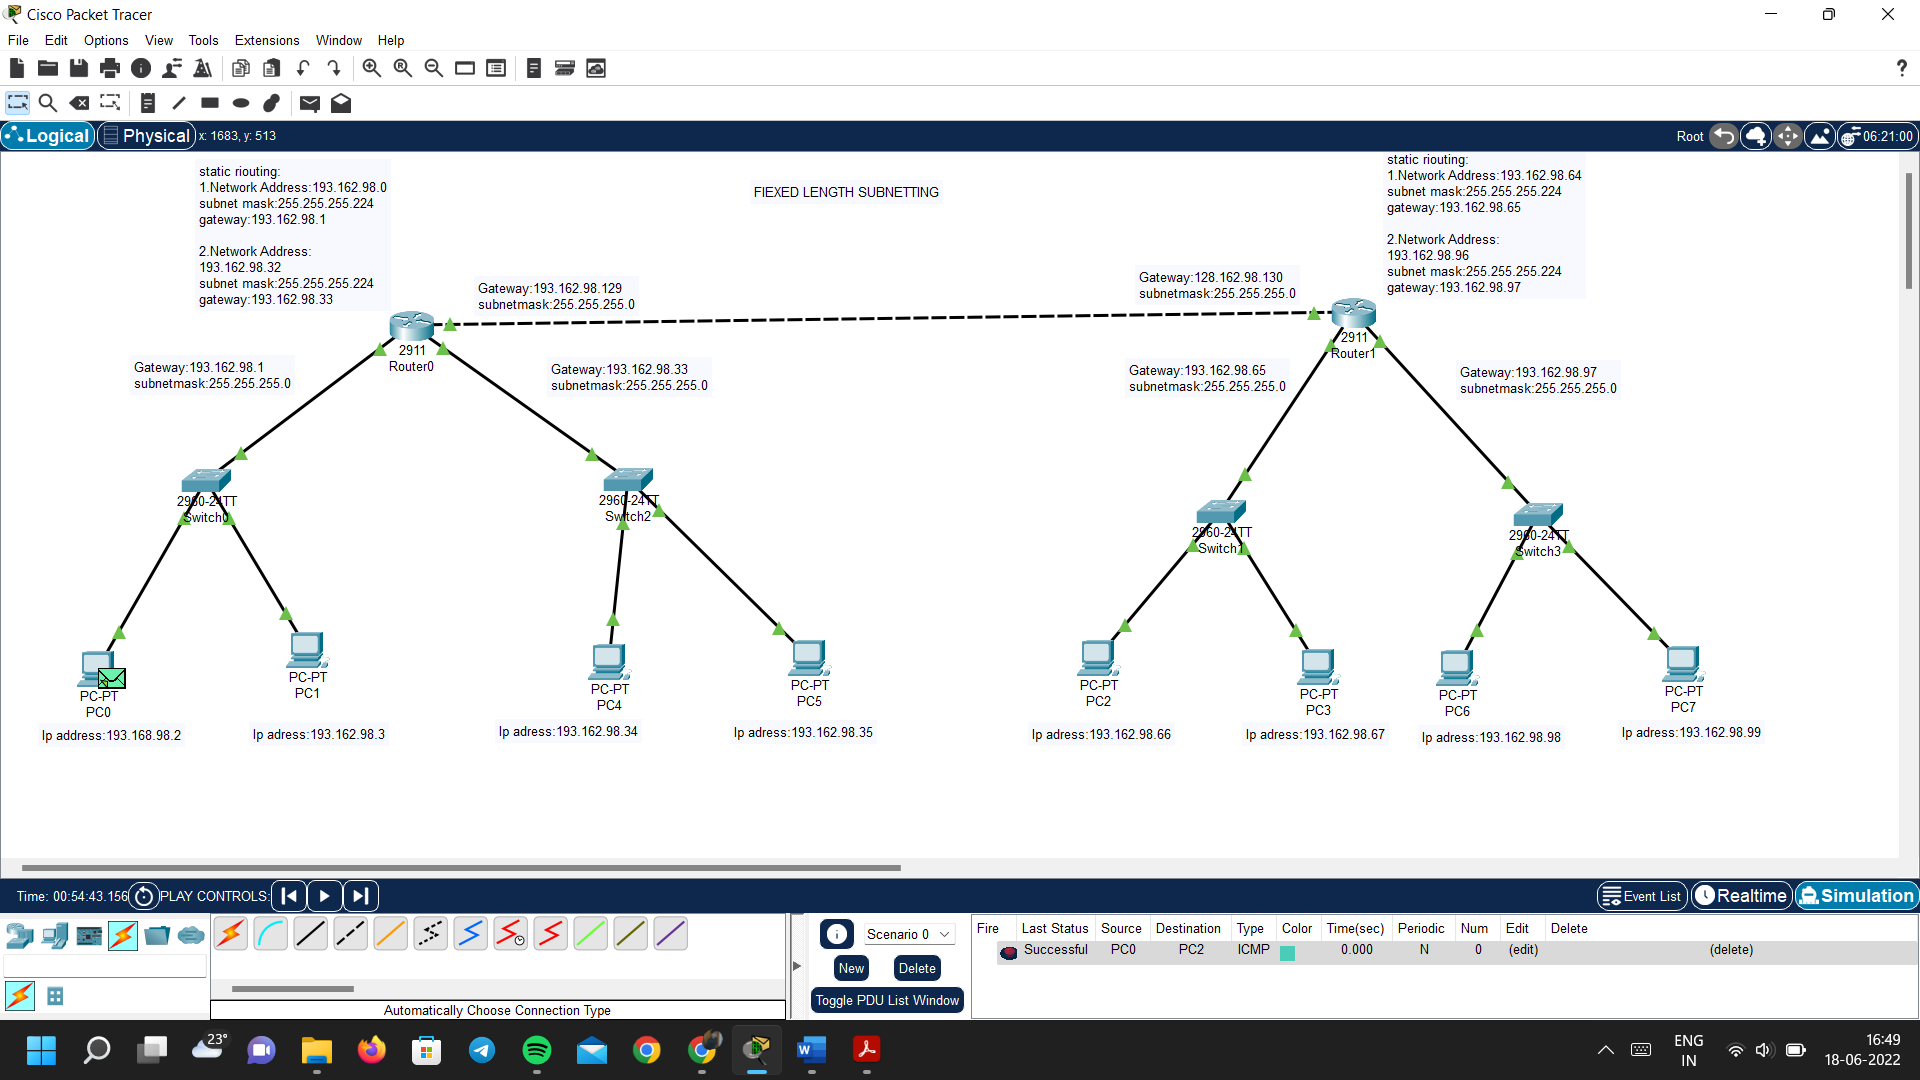 Cisco Packet Tracer
File Edit Options View Tools Extensions Window Help
Logical Physical x: 1683, y: 513 Root 06:21:00
static riouting:
1.Network Address:193.162.98.0
subnet mask:255.255.255.224
gateway:193.162.98.1
2.Network Address:
193.162.98.32
subnet mask:255.255.255.224
gateway:193.162.98.33
FIEXED LENGTH SUBNETTING
static riouting:
1.Network Address:193.162.98.64
subnet mask:255.255.255.224
gateway:193.162.98.65
2.Network Address:
193.162.98.96
subnet mask:255.255.255.224
gateway:193.162.98.97
Gateway:193.162.98.129
subnetmask:255.255.255.0
Gateway:128.162.98.130
subnetmask:255.255.255.0
2911
Router0
2911
Router1
Gateway:193.162.98.1
subnetmask:255.255.255.0
Gateway:193.162.98.33
subnetmask:255.255.255.0
Gateway:193.162.98.65
subnetmask:255.255.255.0
Gateway:193.162.98.97
subnetmask:255.255.255.0
2960-24TT
Switch0
2960-24TT
Switch2
2960-24TT
Switch1
2960-24TT
Switch3
PC-PT
PC0
PC-PT
PC1
PC-PT
PC4
PC-PT
PC5
PC-PT
PC2
PC-PT
PC3
PC-PT
PC6
PC-PT
PC7
Ip address:193.168.98.2
Ip adress:193.162.98.3
Ip adress:193.162.98.34
Ip adress:193.162.98.35
Ip adress:193.162.98.66
Ip adress:193.162.98.67
Ip adress:193.162.98.98
Ip adress:193.162.98.99
Time: 00:54:43.156 PLAY CONTROLS: Event List Realtime Simulation
Scenario 0
New Delete
Toggle PDU List Window
Automatically Choose Connection Type
Fire Last Status Source Destination Type Color Time(sec) Periodic Num Edit Delete
Successful PC0 PC2 ICMP 0.000 N 0 (edit) (delete)
23°
ENG
IN
16:49
18-06-2022